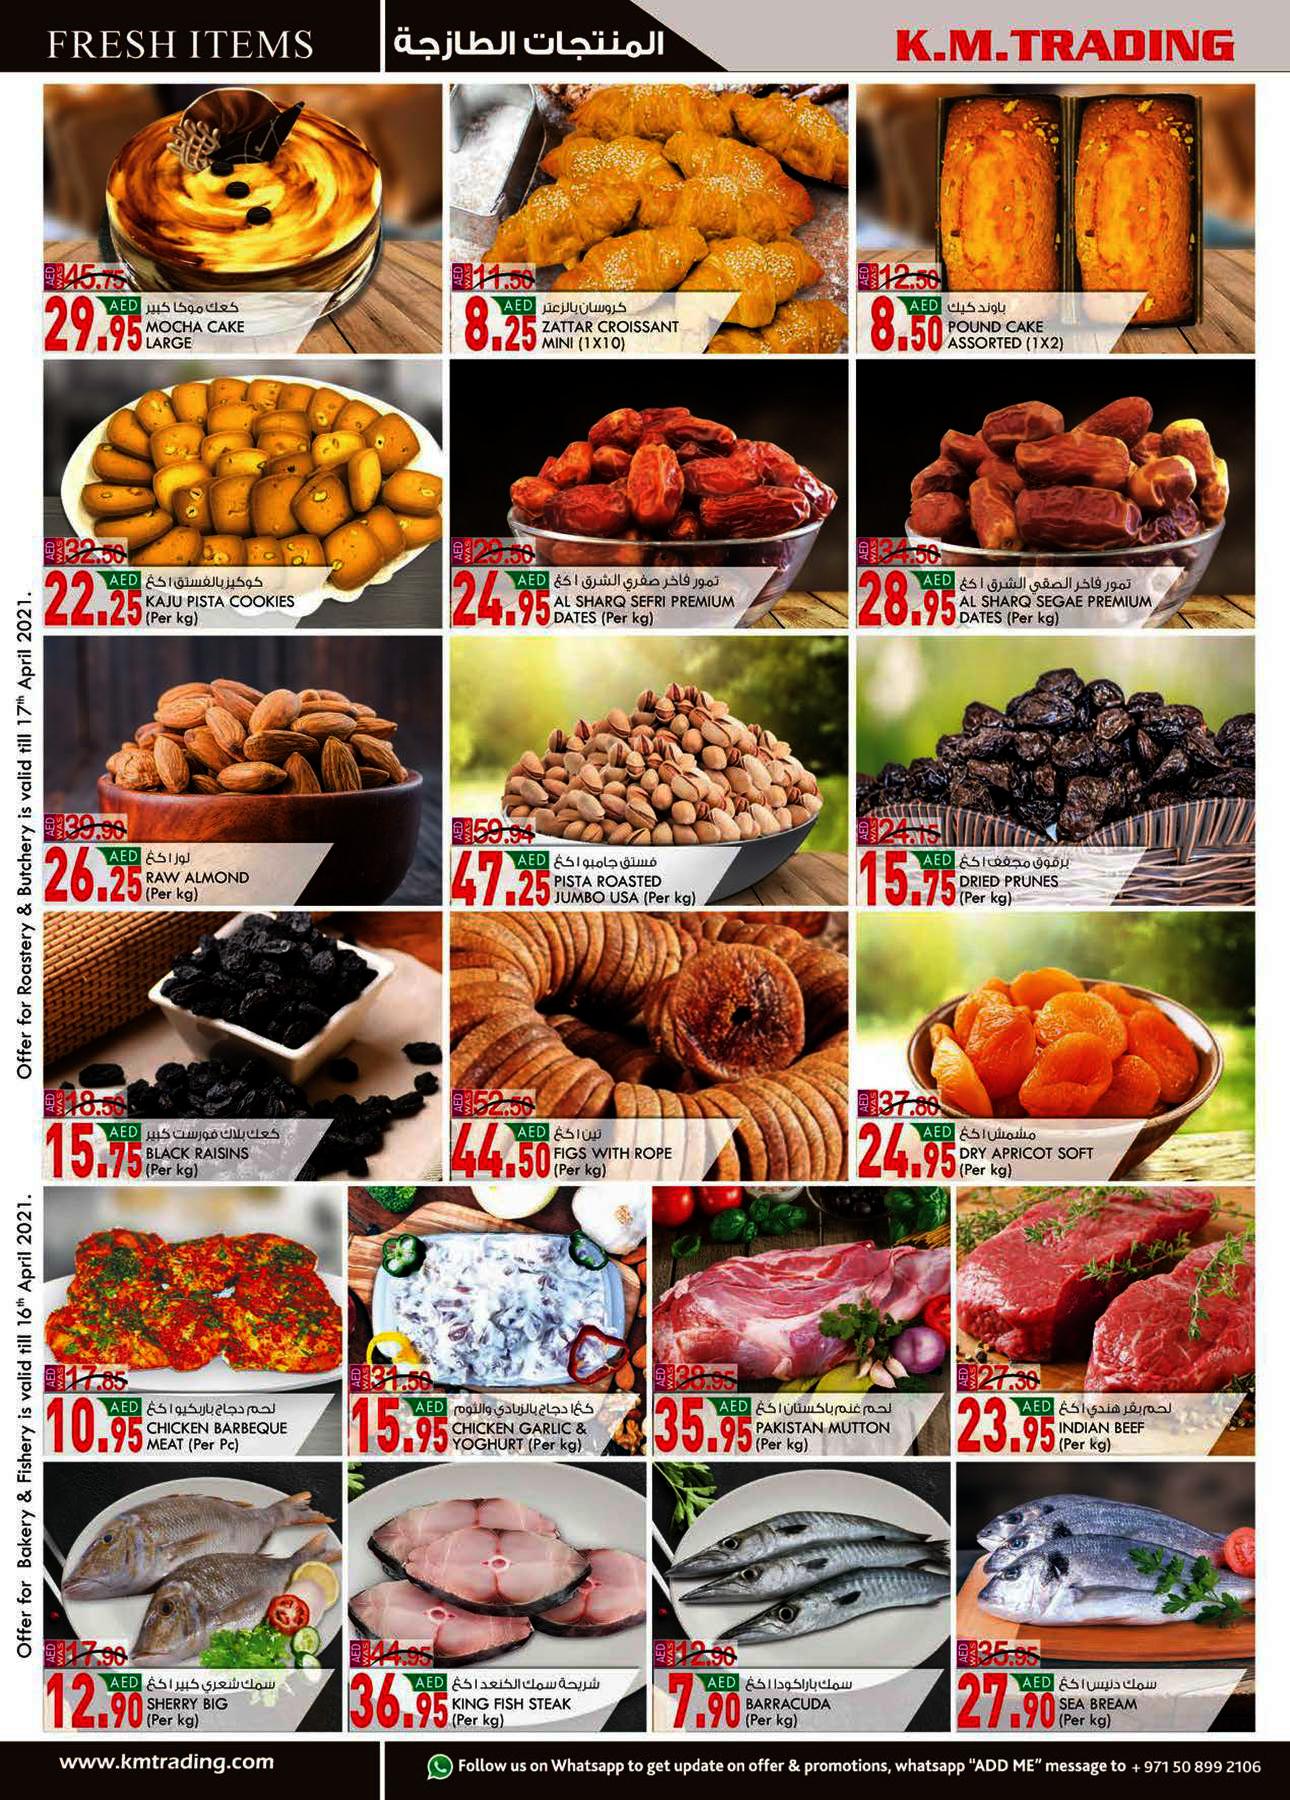 FRESH ITEMS
المنتجات الطازجة
K.M.TRADING
AED WAS 45.75
29.95 AED
كعك موكا كبير
MOCHA CAKE
LARGE
AED WAS 11.50
8.25 AED
كروسان بالزعتر
ZATTAR CROISSANT
MINI (1X10)
AED WAS 12.50
8.50 AED
باوند كيك
POUND CAKE
ASSORTED (1X2)
AED WAS 32.50
22.25 AED
كوكيز بالفستق ١ كغ
KAJU PISTA COOKIES
(Per kg)
AED WAS 29.50
24.95 AED
تمور فاخر صفري الشرق ١ كغ
AL SHARQ SEFRI PREMIUM
DATES (Per kg)
AED WAS 34.50
28.95 AED
تمور فاخر الصقي الشرق ١ كغ
AL SHARQ SEGAE PREMIUM
DATES (Per kg)
AED WAS 39.90
26.25 AED
لوز ١ كغ
RAW ALMOND
(Per kg)
AED WAS 59.94
47.25 AED
فستق جامبو ١ كغ
PISTA ROASTED
JUMBO USA (Per kg)
AED WAS 24.15
15.75 AED
برقوق مجفف ١ كغ
DRIED PRUNES
(Per kg)
AED WAS 18.50
15.75 AED
كعك بلاك فورست كبير
BLACK RAISINS
(Per kg)
AED WAS 52.50
44.50 AED
تين ١ كغ
FIGS WITH ROPE
(Per kg)
AED WAS 37.80
24.95 AED
مشمش ١ كغ
DRY APRICOT SOFT
(Per kg)
Offer for Roastery & Butchery is valid till 17th April 2021.
AED WAS 17.85
10.95 AED
لحم دجاج باربكيو ١ كغ
CHICKEN BARBEQUE
MEAT (Per Pc)
AED WAS 31.50
15.95 AED
كغ١ دجاج بالزبادي والثوم
CHICKEN GARLIC &
YOGHURT (Per kg)
AED WAS 38.95
35.95 AED
لحم غنم باكستان ١ كغ
PAKISTAN MUTTON
(Per kg)
AED WAS 27.30
23.95 AED
لحم بقر هندي ١ كغ
INDIAN BEEF
(Per kg)
AED WAS 17.90
12.90 AED
سمك شعري كبير ١ كغ
SHERRY BIG
(Per kg)
AED WAS 44.95
36.95 AED
شريحة سمك الكنعد ١ كغ
KING FISH STEAK
(Per kg)
AED WAS 12.90
7.90 AED
سمك باراكودا ١ كغ
BARRACUDA
(Per kg)
AED WAS 35.95
27.90 AED
سمك دنيس ١ كغ
SEA BREAM
(Per kg)
Offer for Bakery & Fishery is valid till 16th April 2021.
www.kmtrading.com
Follow us on Whatsapp to get update on offer & promotions, whatsapp “ADD ME” message to + 971 50 899 2106